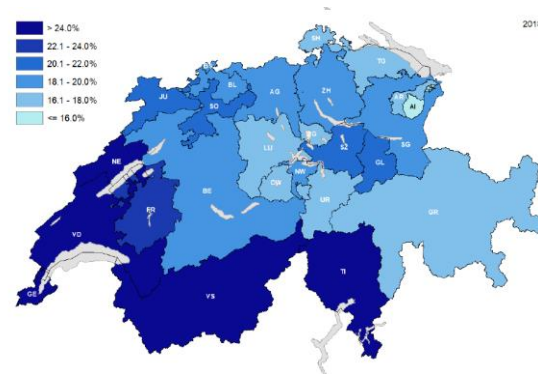 > 24.0%
22.1 - 24.0%
20.1 - 22.0%
18.1 - 20.0%
16.1 - 18.0%
<= 16.0%
SH
TG
BL
JU
SO
AG
ZH
AR
AI
NE
LU
ZG
SZ
SG
GL
OW
NW
BE
FR
UR
GR
VD
GE
VS
TI